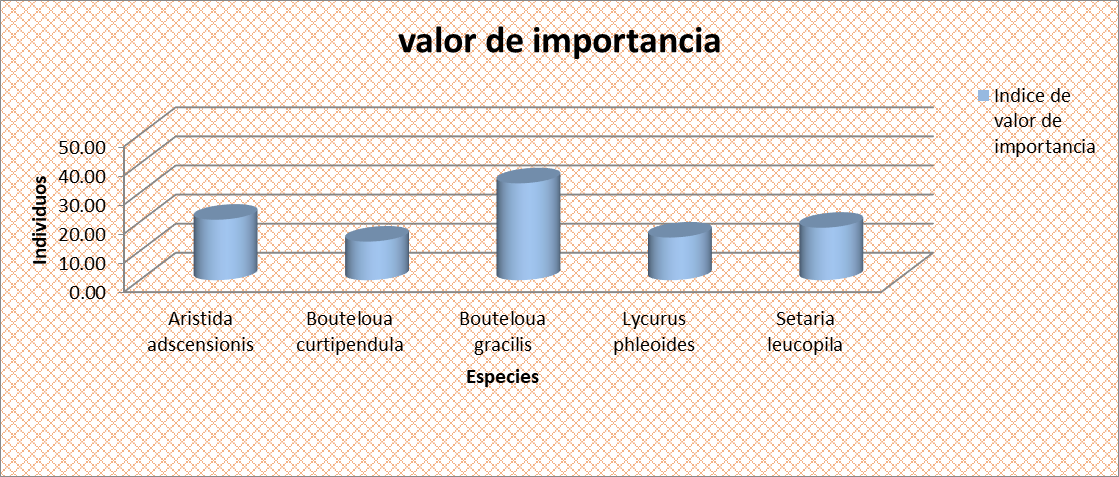 valor de importancia
Indice de
valor de
importancia
Individuos
50.00
40.00
30.00
20.00
10.00
0.00
Aristida
adscensionis
Bouteloua
curtipendula
Bouteloua
gracilis
Lycurus
phleoides
Setaria
leucopila
Especies